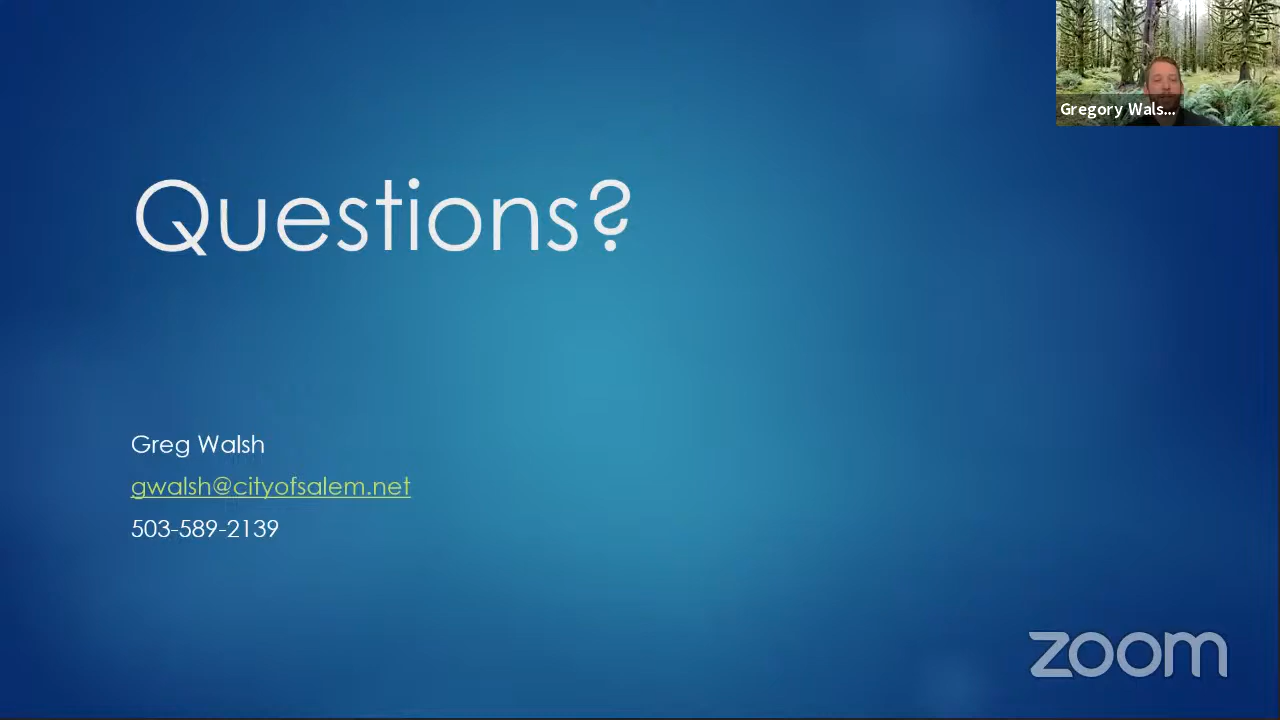 Gregory Wals...
Questions?
Greg Walsh
gwalsh@cityofsalem.net
503-589-2139
zoom